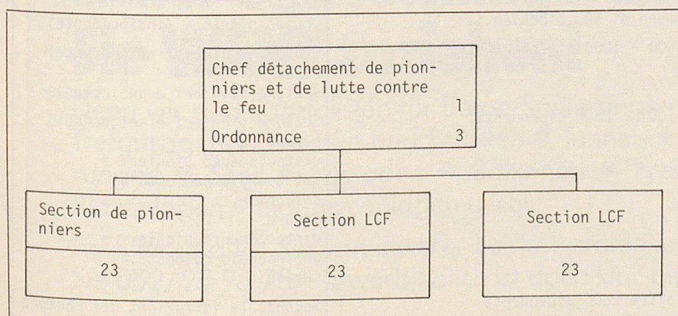 Chef détachement de pion-
niers et de lutte contre
le feu 1
Ordonnance 3
Section de pion-
niers
23
Section LCF
23
Section LCF
23